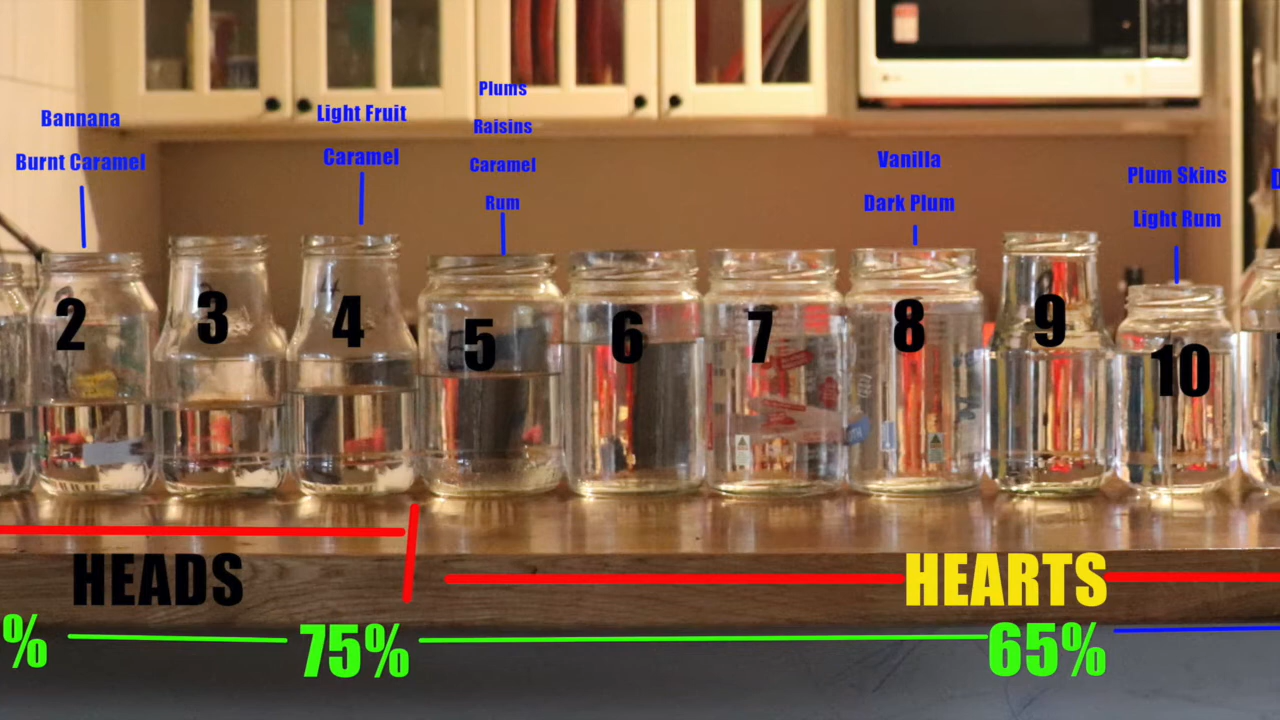 Bannana
Burnt Caramel
Light Fruit
Caramel
Plums
Raisins
Caramel
Rum
Vanilla
Dark Plum
Plum Skins
Light Rum
2
3
4
5
6
7
8
9
10
HEADS
HEARTS
%
75%
65%